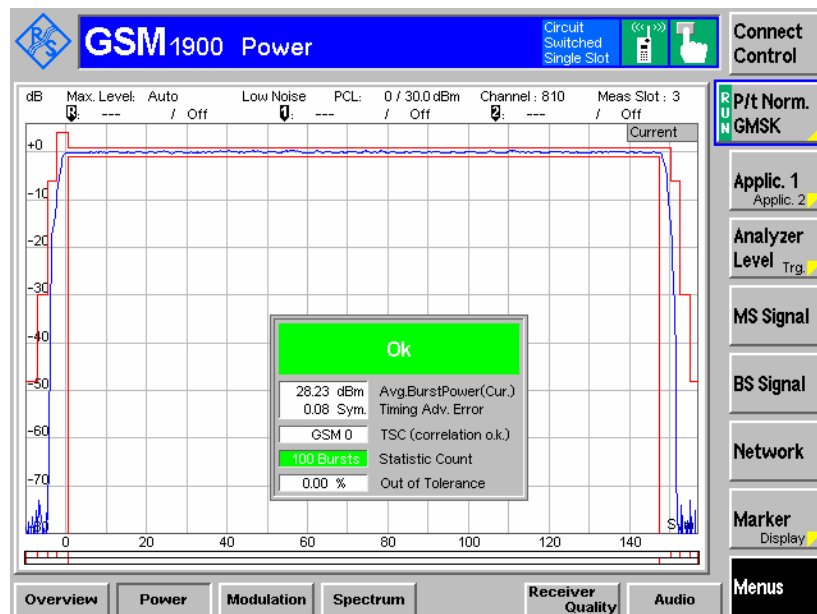 R&S GSM 1900 Power Circuit Switched Single Slot Connect Control
dB Max. Level: Auto Low Noise PCL: 0 / 30.0 dBm Channel : 810 Meas Slot : 3
R: --- / Off 1: --- / Off 2: --- / Off
Current
RUN P/t Norm. GMSK
+0
-10
-20
-30
-40
-50
-60
-70
Applic. 1
Applic. 2
Analyzer Level Trg.
MS Signal
BS Signal
Network
Marker
Display
Menus
Ok
28.23 dBm Avg.BurstPower(Cur.)
0.08 Sym. Timing Adv. Error
GSM 0 TSC (correlation o.k.)
100 Bursts Statistic Count
0.00 % Out of Tolerance
0 20 40 60 80 100 120 140
Overview Power Modulation Spectrum Receiver Quality Audio